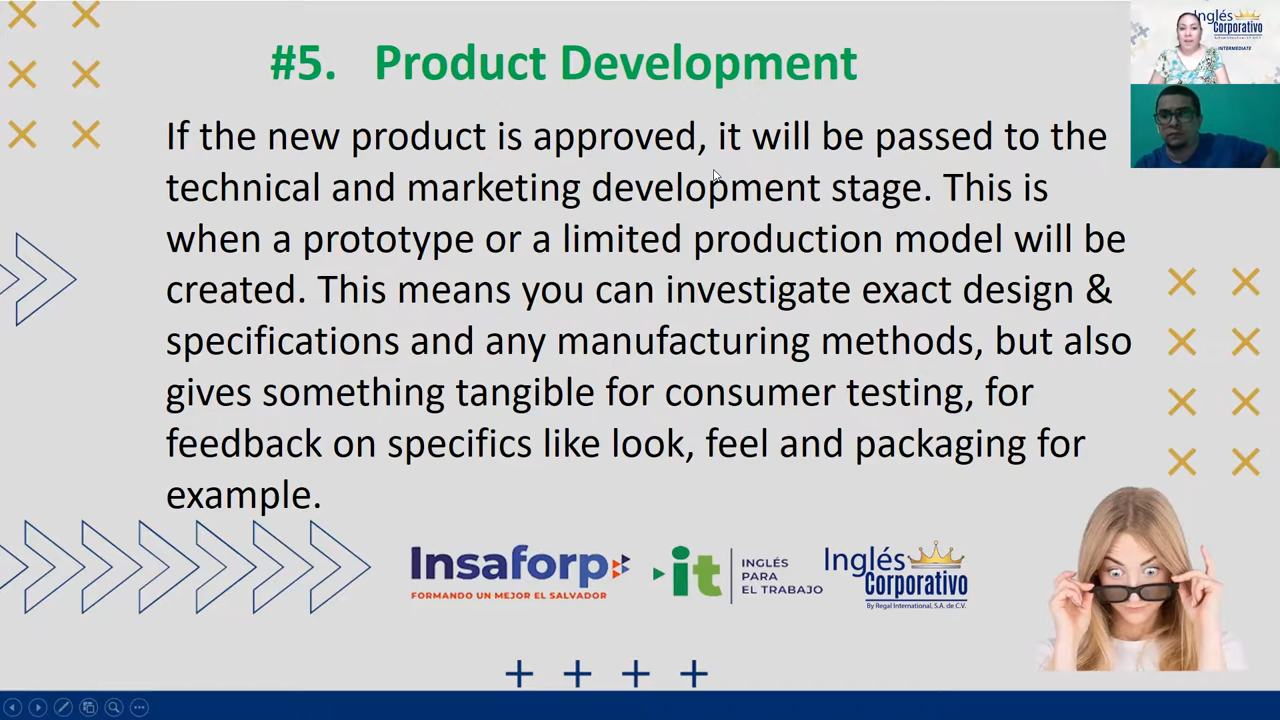 #5. Product Development
If the new product is approved, it will be passed to the
technical and marketing development stage. This is
when a prototype or a limited production model will be
created. This means you can investigate exact design &
specifications and any manufacturing methods, but also
gives something tangible for consumer testing, for
feedback on specifics like look, feel and packaging for
example.
Insaforp
FORMANDO UN MEJOR EL SALVADOR
it
INGLÉS
PARA
EL TRABAJO
Inglés
Corporativo
By Regal International, S.A. de C.V.
Inglés
Corporativo
INTERMEDIATE